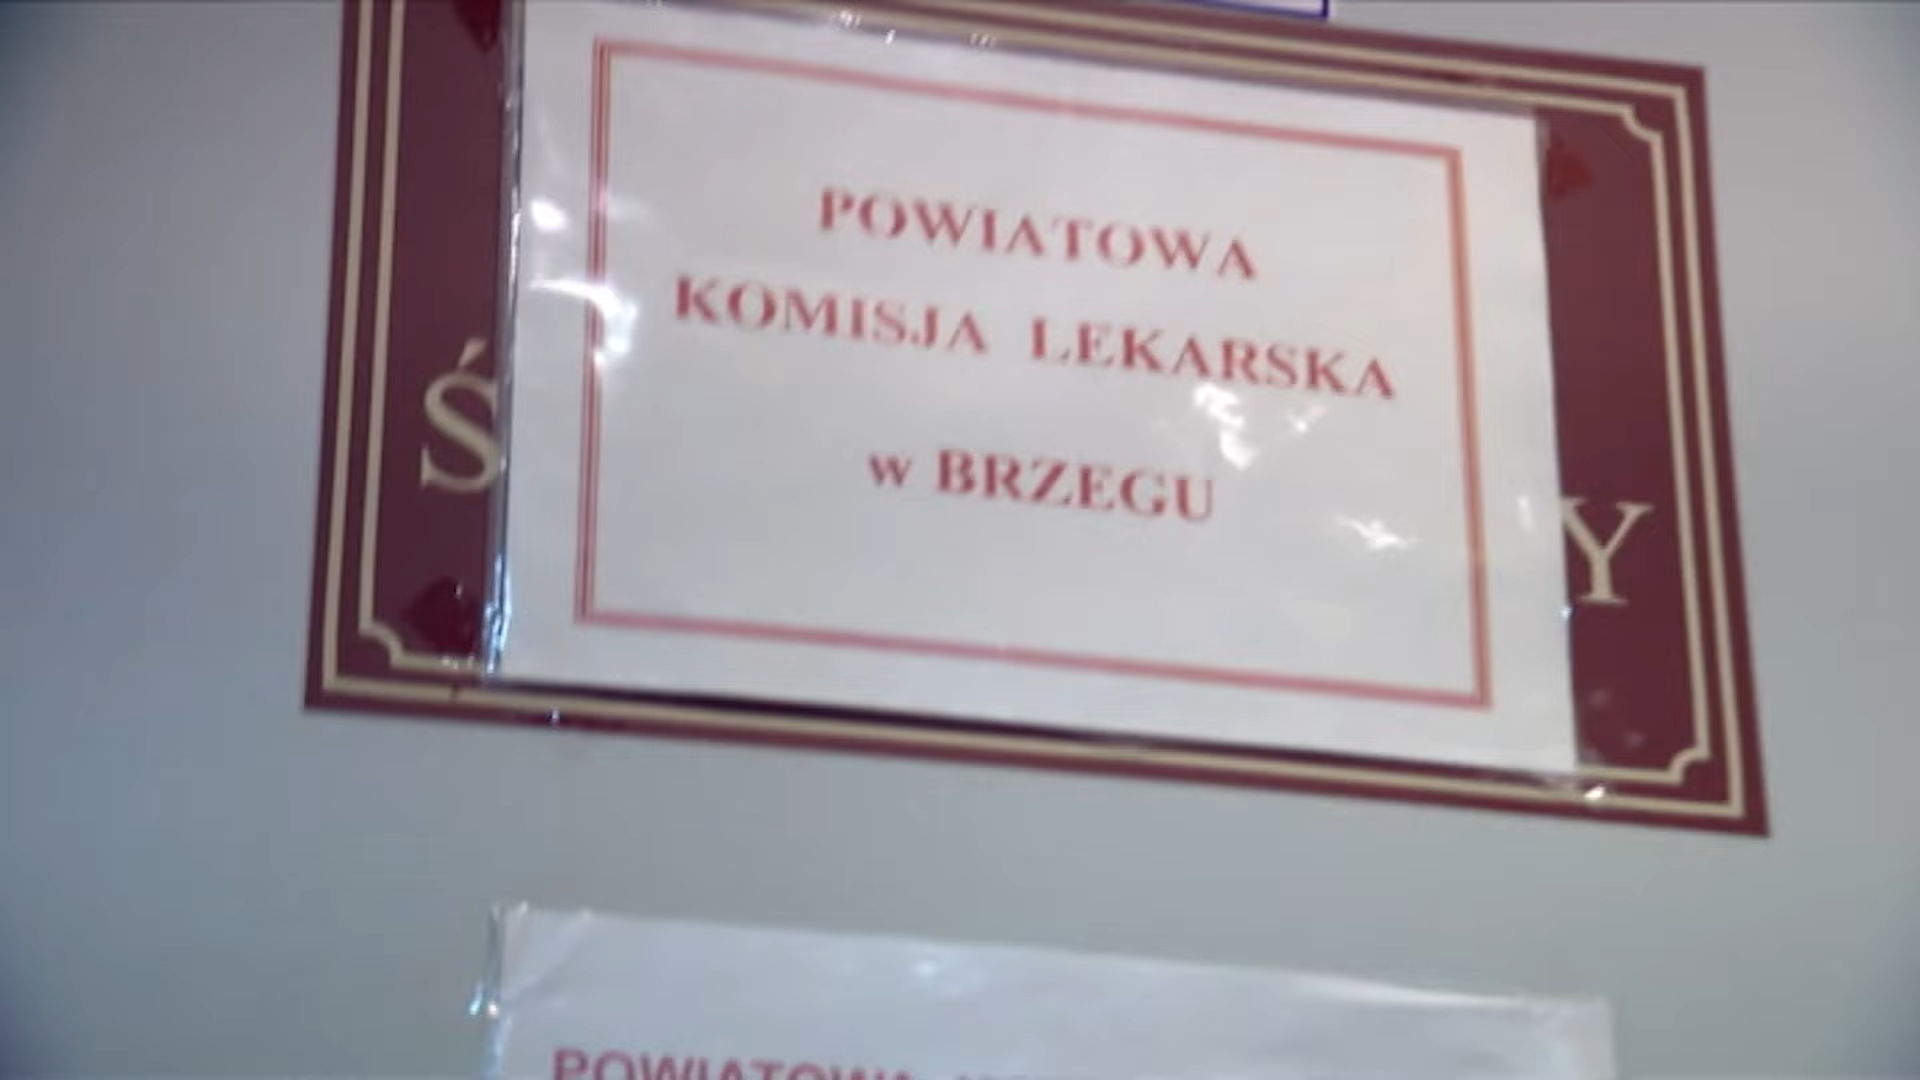 POWIATOWA
KOMISJA LEKARSKA
w BRZEGU
Ś
Y
POWIATOWA